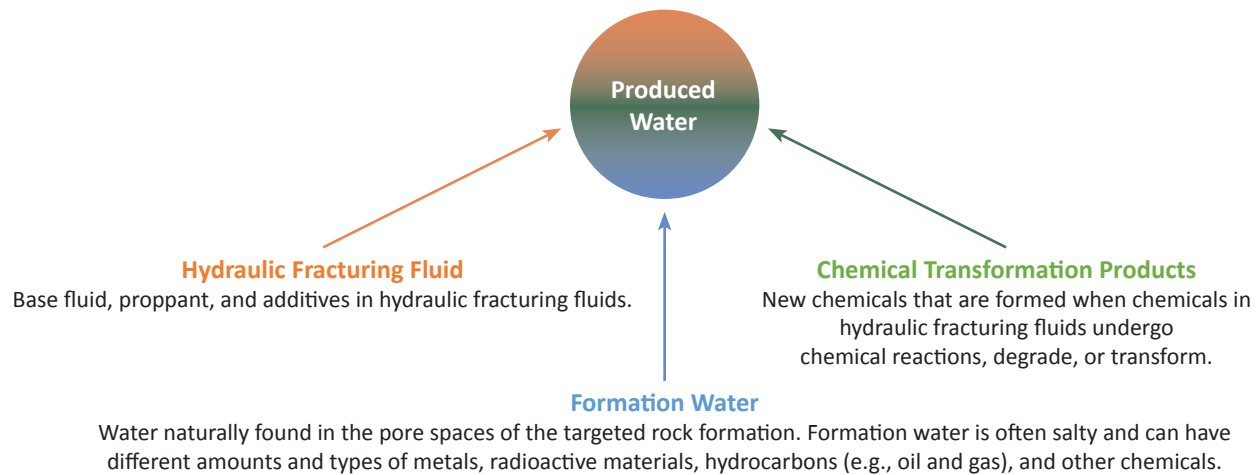 Produced
Water
Hydraulic Fracturing Fluid
Base fluid, proppant, and additives in hydraulic fracturing fluids.
Chemical Transformation Products
New chemicals that are formed when chemicals in
hydraulic fracturing fluids undergo
chemical reactions, degrade, or transform.
Formation Water
Water naturally found in the pore spaces of the targeted rock formation. Formation water is often salty and can have
different amounts and types of metals, radioactive materials, hydrocarbons (e.g., oil and gas), and other chemicals.